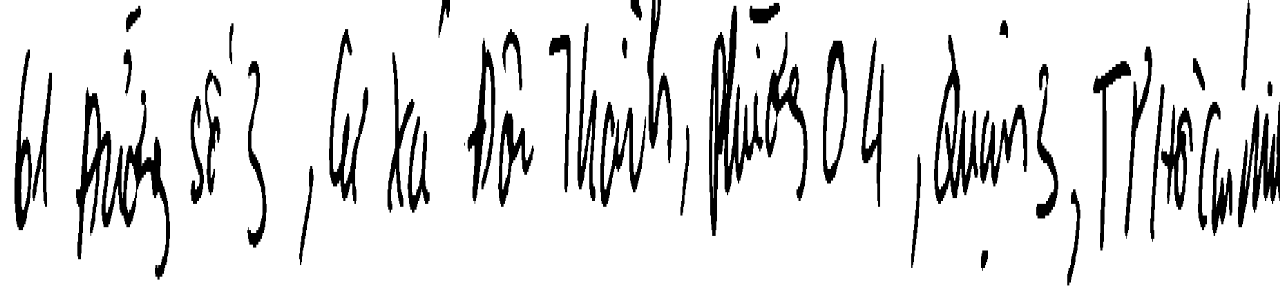 61 Đường số 3, Cư xá Đô Thành, Phường 04, Quận 3, TP Hồ Chí Minh